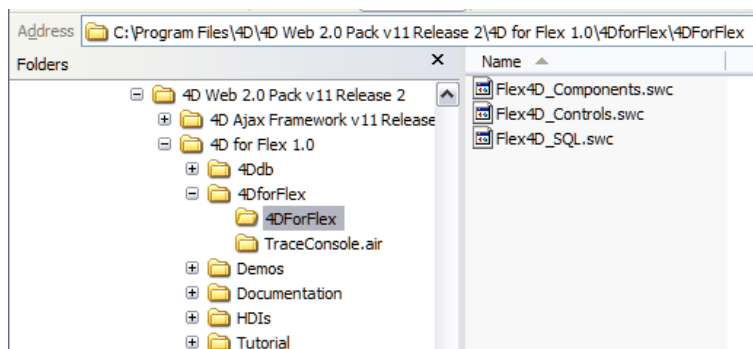 Address C:\Program Files\4D\4D Web 2.0 Pack v11 Release 2\4D for Flex 1.0\4DforFlex\4DForFlex
Folders
4D Web 2.0 Pack v11 Release 2
4D Ajax Framework v11 Release
4D for Flex 1.0
4Ddb
4DforFlex
4DForFlex
TraceConsole.air
Demos
Documentation
HDIs
Tutorial
Name
Flex4D_Components.swc
Flex4D_Controls.swc
Flex4D_SQL.swc